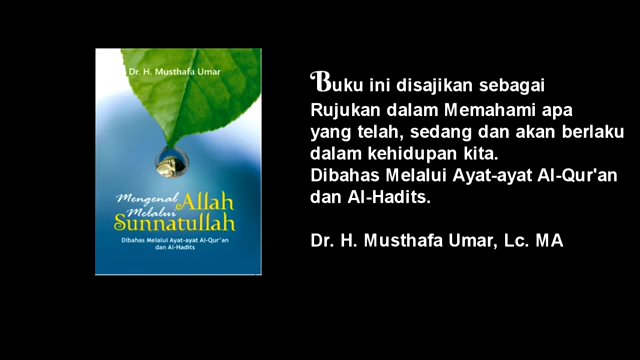 Dr. H. Musthafa Umar
Mengenal Allah
Melalui
Sunnatullah
Dibahas Melalui Ayat-ayat Al-Qur'an
dan Al-Hadits
Buku ini disajikan sebagai
Rujukan dalam Memahami apa
yang telah, sedang dan akan berlaku
dalam kehidupan kita.
Dibahas Melalui Ayat-ayat Al-Qur'an
dan Al-Hadits.
Dr. H. Musthafa Umar, Lc. MA